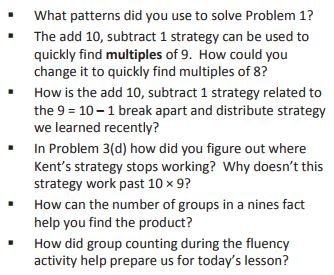 ▪ What patterns did you use to solve Problem 1?
▪ The add 10, subtract 1 strategy can be used to
quickly find multiples of 9. How could you
change it to quickly find multiples of 8?
▪ How is the add 10, subtract 1 strategy related to
the 9 = 10 – 1 break apart and distribute strategy
we learned recently?
▪ In Problem 3(d) how did you figure out where
Kent’s strategy stops working? Why doesn’t this
strategy work past 10 × 9?
▪ How can the number of groups in a nines fact
help you find the product?
▪ How did group counting during the fluency
activity help prepare us for today’s lesson?